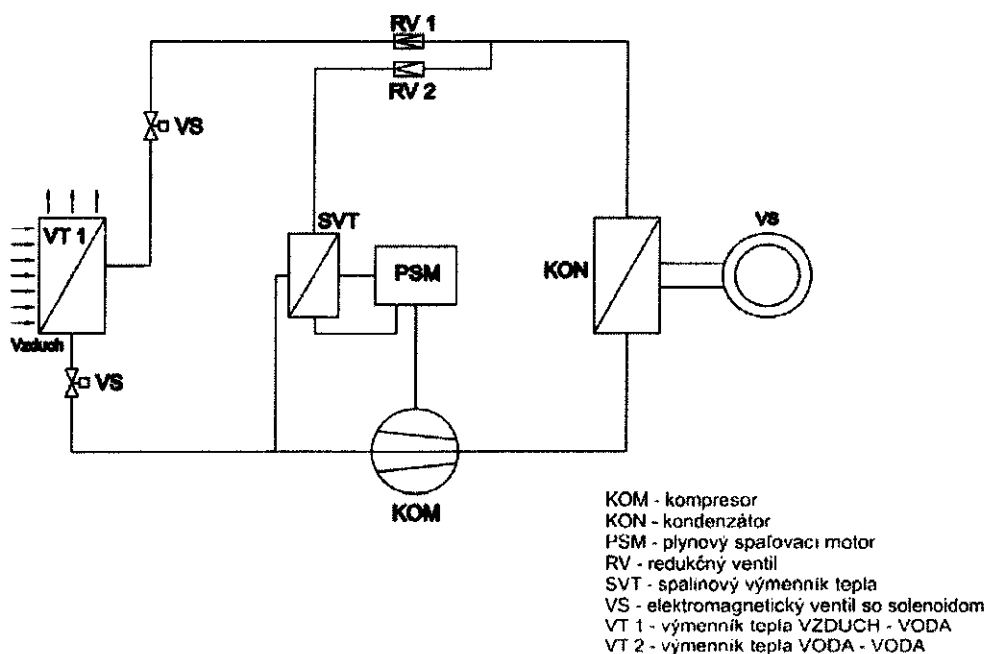 RV 1
RV 2
VS
VT 1
SVT
PSM
KON
VS
Vzduch
VS
KOM
KOM - kompresor
KON - kondenzátor
PSM - plynový spaľovací motor
RV - redukčný ventil
SVT - spalinový výmenník tepla
VS - elektromagnetický ventil so solenoidom
VT 1 - výmenník tepla VZDUCH - VODA
VT 2 - výmenník tepla VODA - VODA